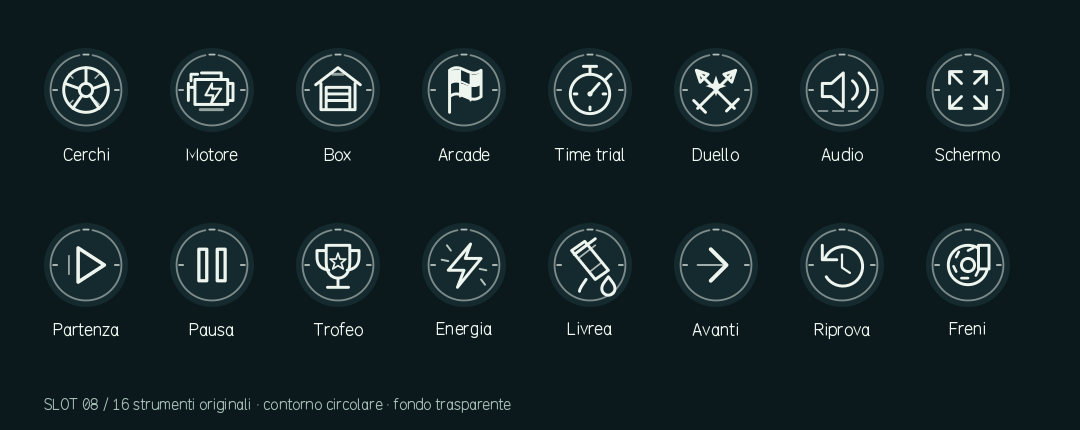 Cerchi Motore Box Arcade Time trial Duello Audio Schermo
Partenza Pausa Trofeo Energia Livrea Avanti Riprova Freni
SLOT 08 / 16 strumenti originali · contorno circolare · fondo trasparente